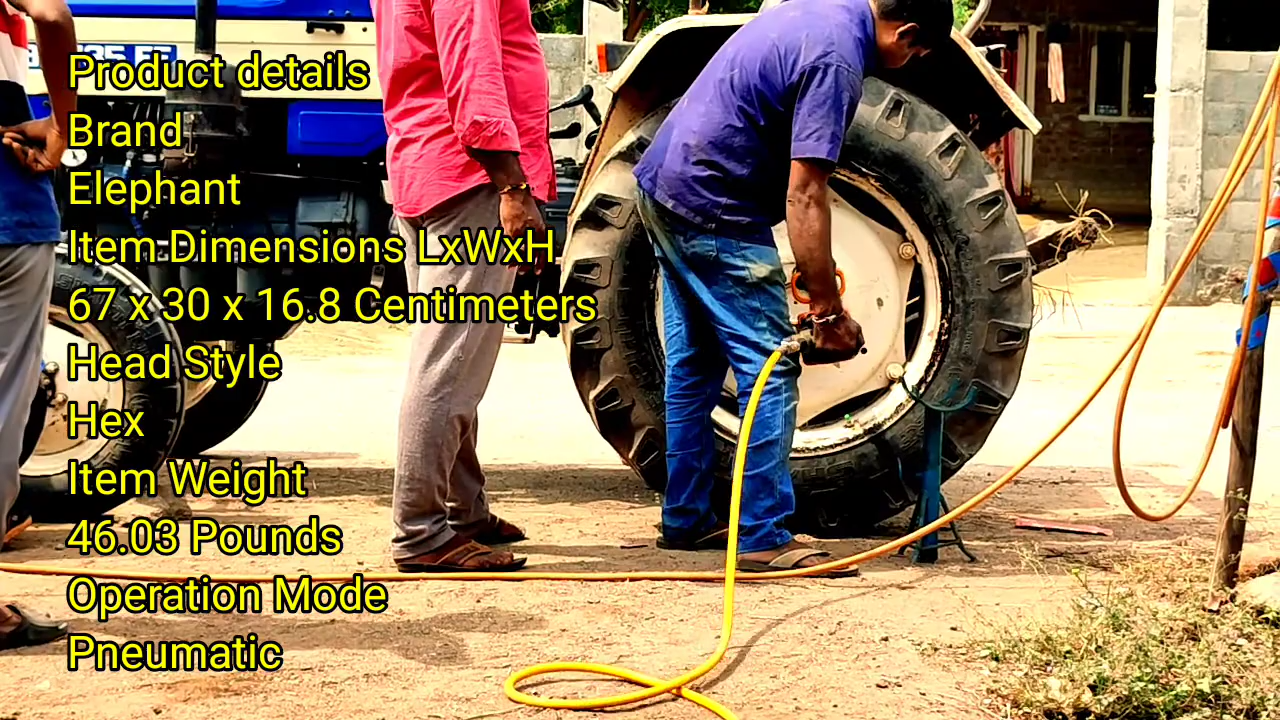 Product details
Brand
Elephant
Item Dimensions LxWxH
67 x 30 x 16.8 Centimeters
Head Style
Hex
Item Weight
46.03 Pounds
Operation Mode
Pneumatic